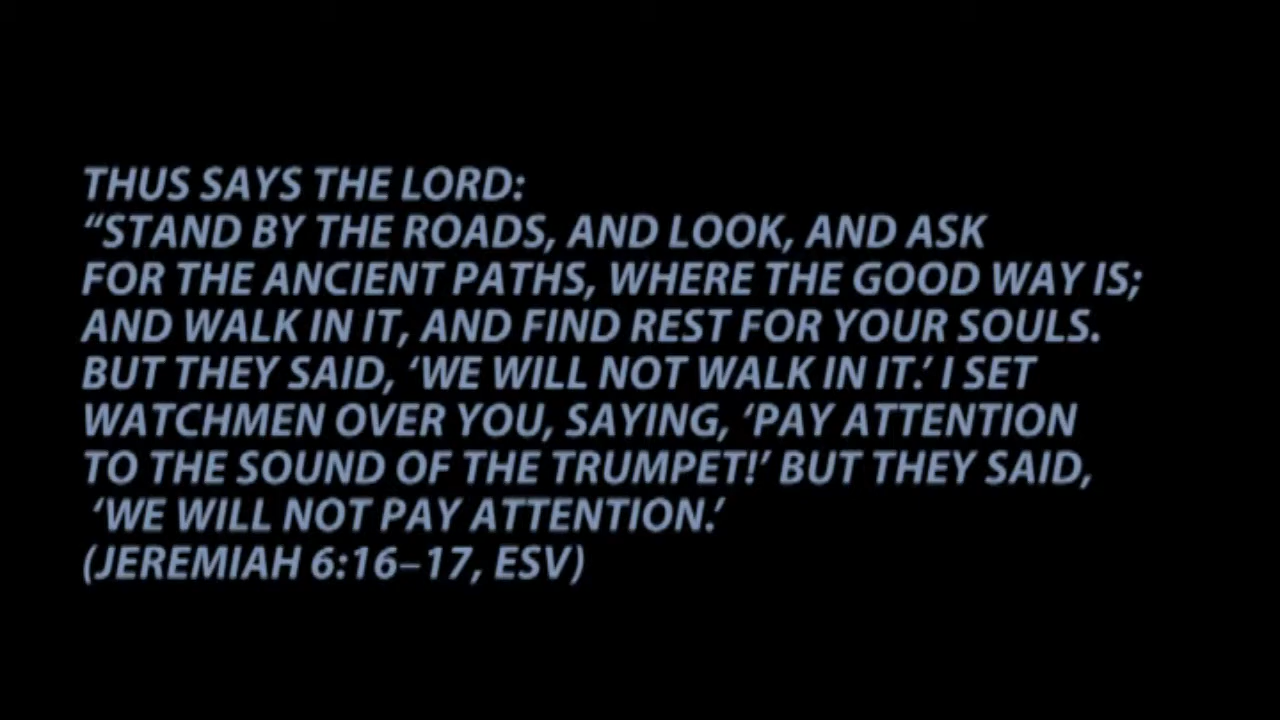 THUS SAYS THE LORD:
“STAND BY THE ROADS, AND LOOK, AND ASK
FOR THE ANCIENT PATHS, WHERE THE GOOD WAY IS;
AND WALK IN IT, AND FIND REST FOR YOUR SOULS.
BUT THEY SAID, ‘WE WILL NOT WALK IN IT.’ I SET
WATCHMEN OVER YOU, SAYING, ‘PAY ATTENTION
TO THE SOUND OF THE TRUMPET!’ BUT THEY SAID,
‘WE WILL NOT PAY ATTENTION.’
(JEREMIAH 6:16–17, ESV)